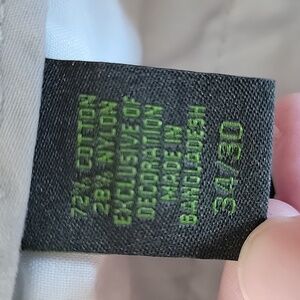 72% COTTON
28% NYLON
EXCLUSIVE OF
DECORATION
MADE IN
BANGLADESH
34/30